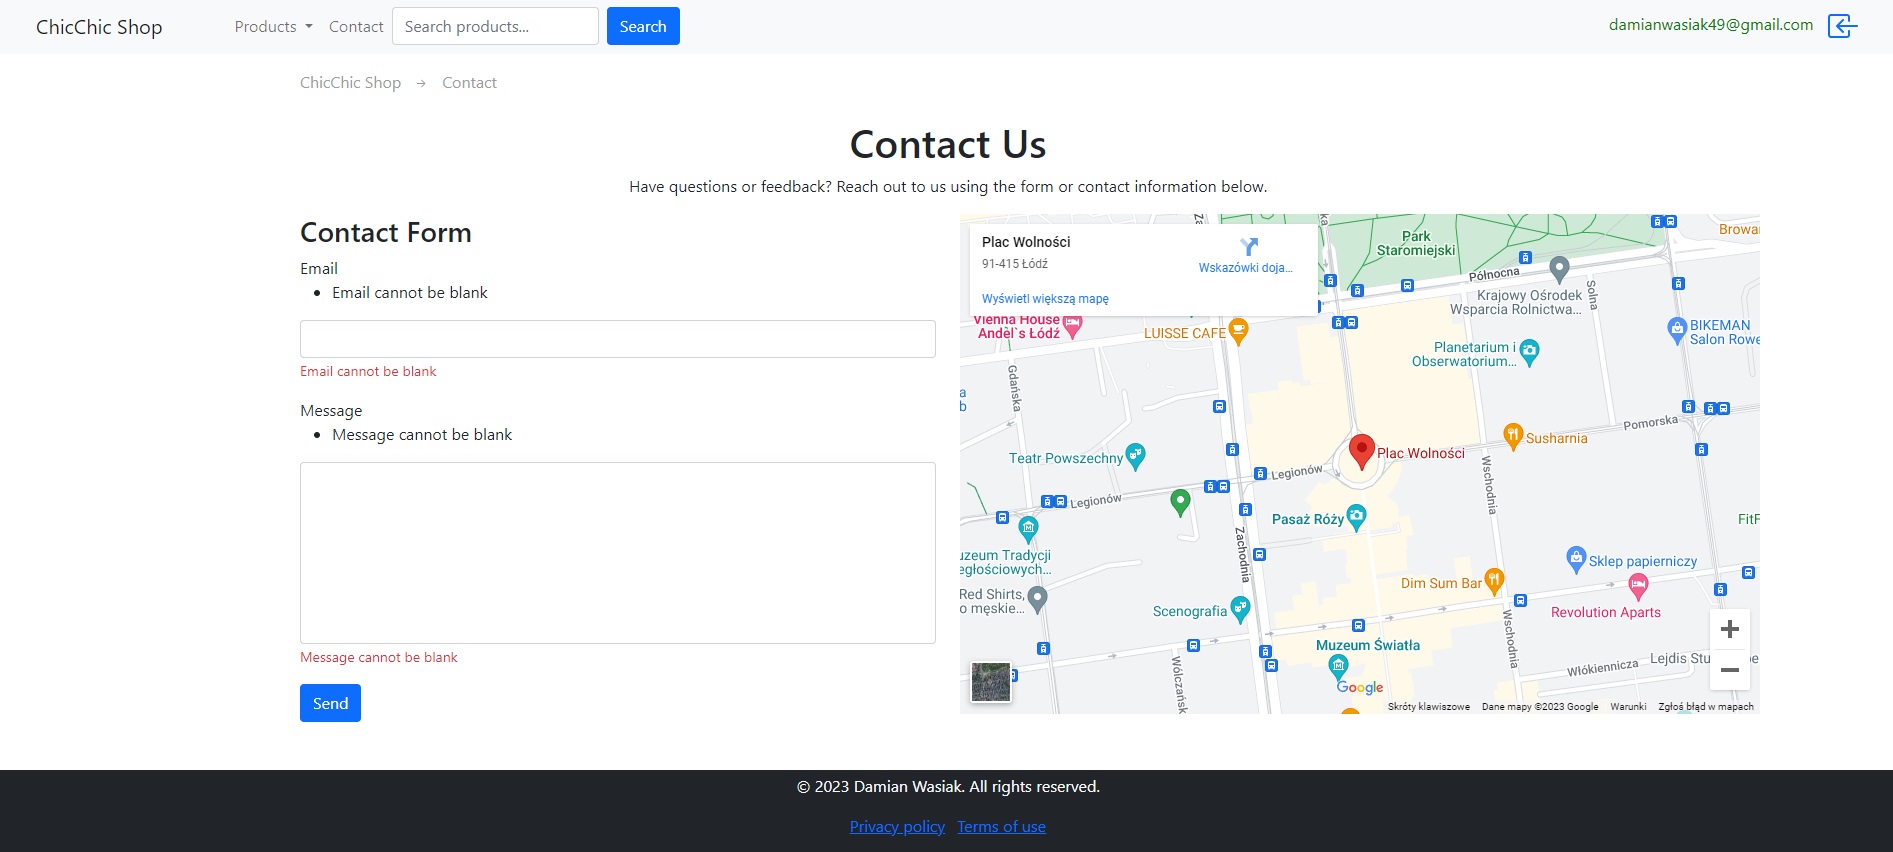 ChicChic Shop
Products
Contact
Search products...
Search
damianwasiak49@gmail.com
ChicChic Shop → Contact
Contact Us
Have questions or feedback? Reach out to us using the form or contact information below.
Contact Form
Email
• Email cannot be blank
Email cannot be blank
Message
• Message cannot be blank
Message cannot be blank
Send
Plac Wolności
91-415 Łódź
Wskazówki doja...
Wyświetl większą mapę
Park
Staromiejski
Browar
Północna
Krajowy Ośrodek
Wsparcia Rolnictwa...
Solna
Vienna House
Andel`s Łódź
LUISSE CAFE
BIKEMAN
Salon Rowe
Planetarium i
Obserwatorium...
Gdańska
a
b
Pomorska
Susharnia
Plac Wolności
Teatr Powszechny
Legionów
Wschodnia
Legionów
Pasaż Róży
FitF
Zachodnia
uzeum Tradycji
egłościowych...
Sklep papierniczy
Dim Sum Bar
Red Shirts,
o męskie...
Scenografia
Revolution Aparts
Wschodnia
Muzeum Światła
Wólczańska
Włókiennicza
Lejdis Stu
pe
Google
Skróty klawiszowe
Dane mapy ©2023 Google
Warunki
Zgłoś błąd w mapach
© 2023 Damian Wasiak. All rights reserved.
Privacy policy
Terms of use